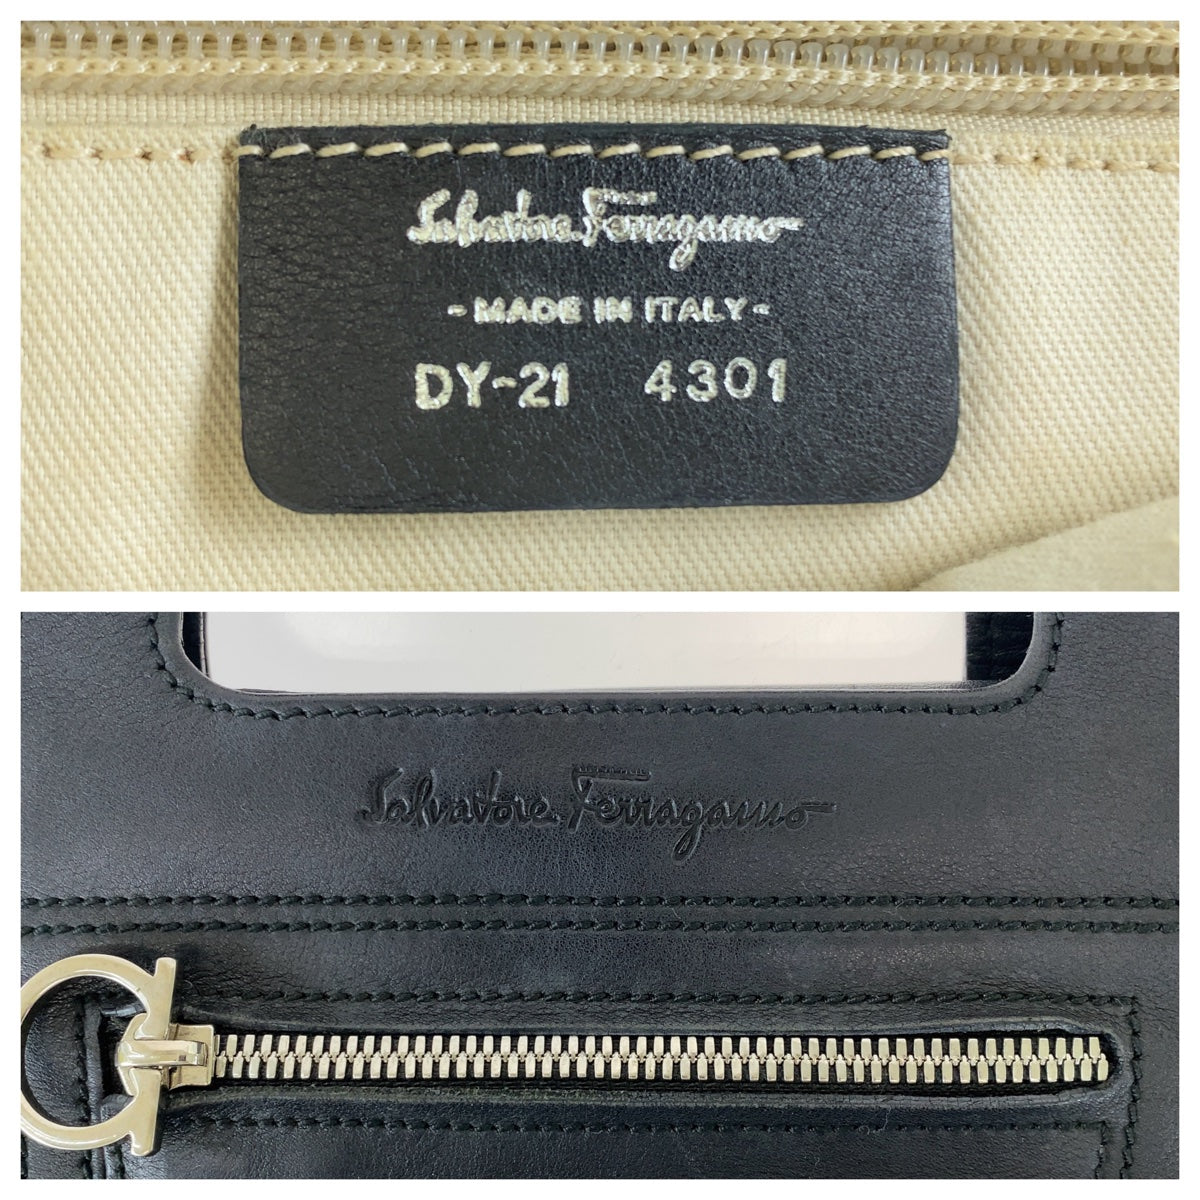 Salvatore Ferragamo
- MADE IN ITALY -
DY-21 4301
Salvatore Ferragamo